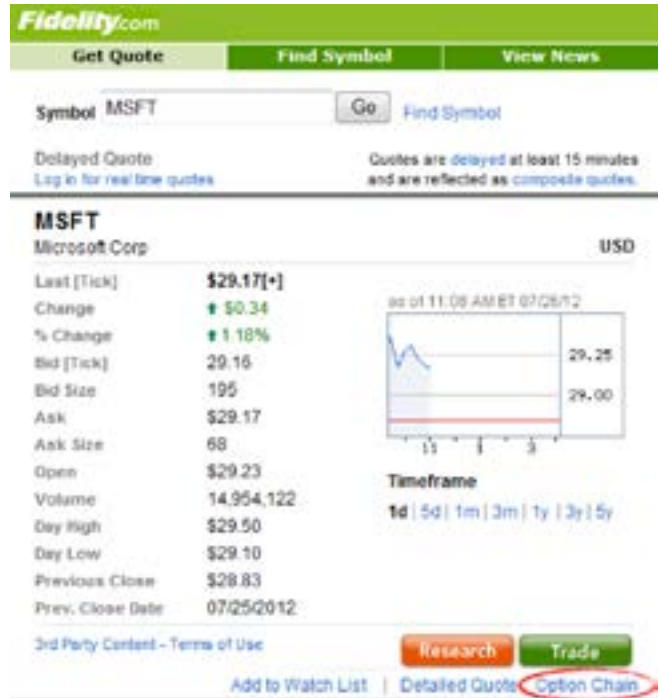 Fidelity.com
Get Quote Find Symbol View News
Symbol MSFT Go Find Symbol
Delayed Quote Quotes are delayed at least 15 minutes
Log in for real time quotes and are reflected as composite quotes.
MSFT
Microsoft Corp USD
Last [Tick] $29.17[+]
Change $0.34 as of 11:08 AM ET 07/26/12
% Change 1.18%
Bid [Tick] 29.16 29.25
Bid Size 195 29.00
Ask $29.17
Ask Size 68 11 1 3
Open $29.23 Timeframe
Volume 14,954,122 1d | 5d | 1m | 3m | 1y | 3y | 5y
Day High $29.50
Day Low $29.10
Previous Close $28.83
Prev. Close Date 07/25/2012
3rd Party Content - Terms of Use Research Trade
Add to Watch List | Detailed Quote Option Chain